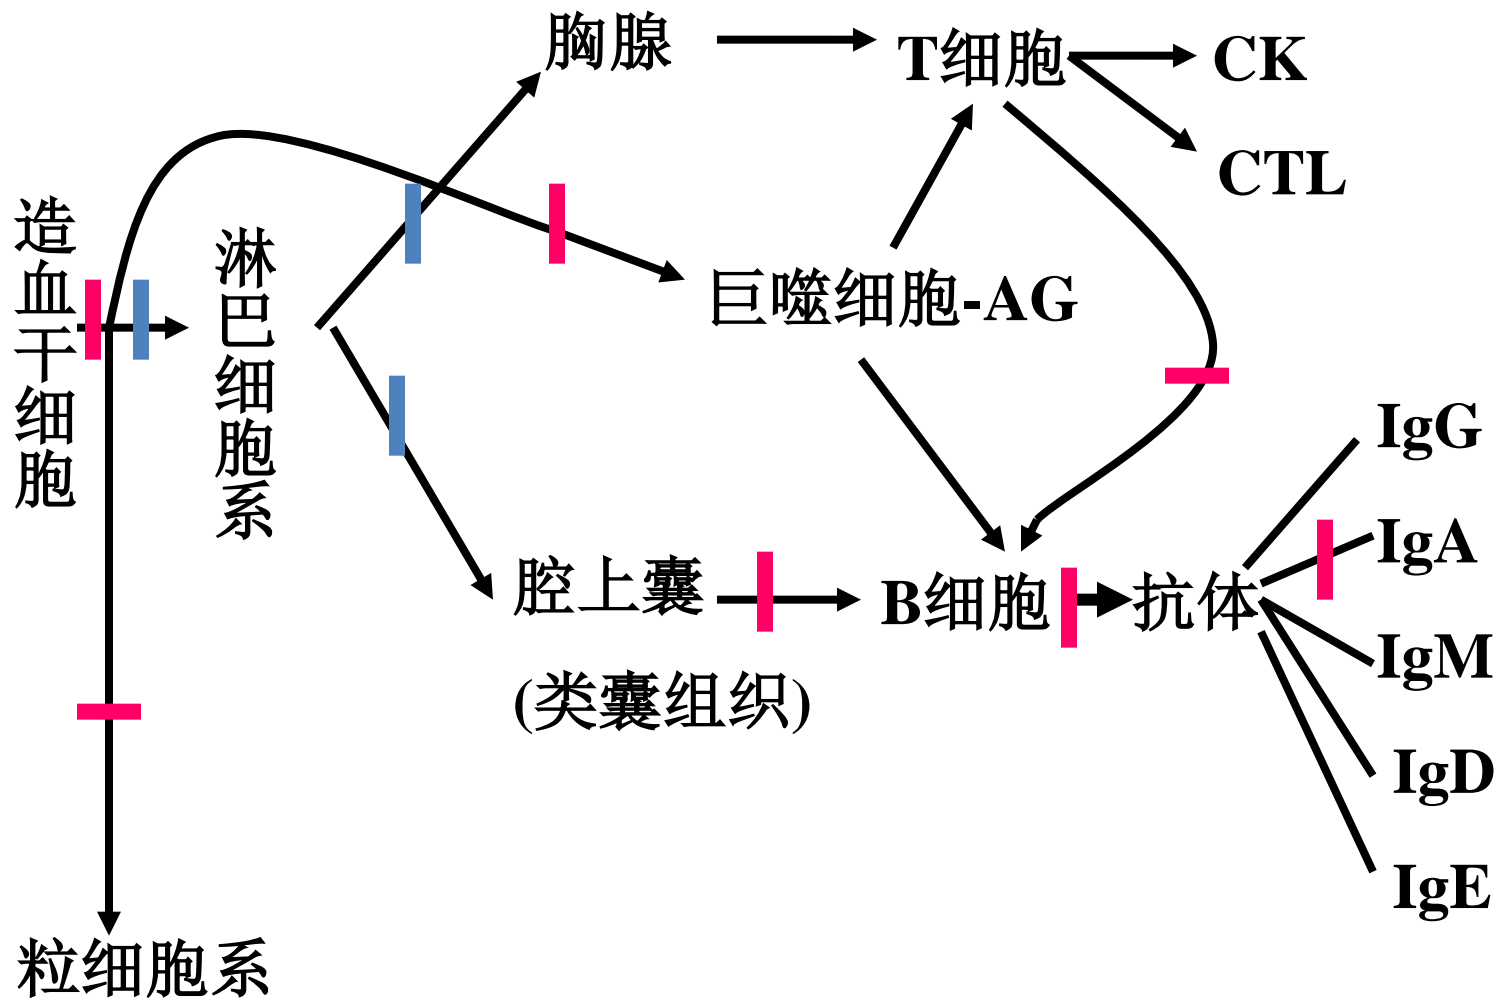 胸腺
T细胞
CK
CTL
造血干细胞
淋巴细胞系
巨噬细胞-AG
IgG
IgA
腔上囊
B细胞
抗体
(类囊组织)
IgM
IgD
IgE
粒细胞系